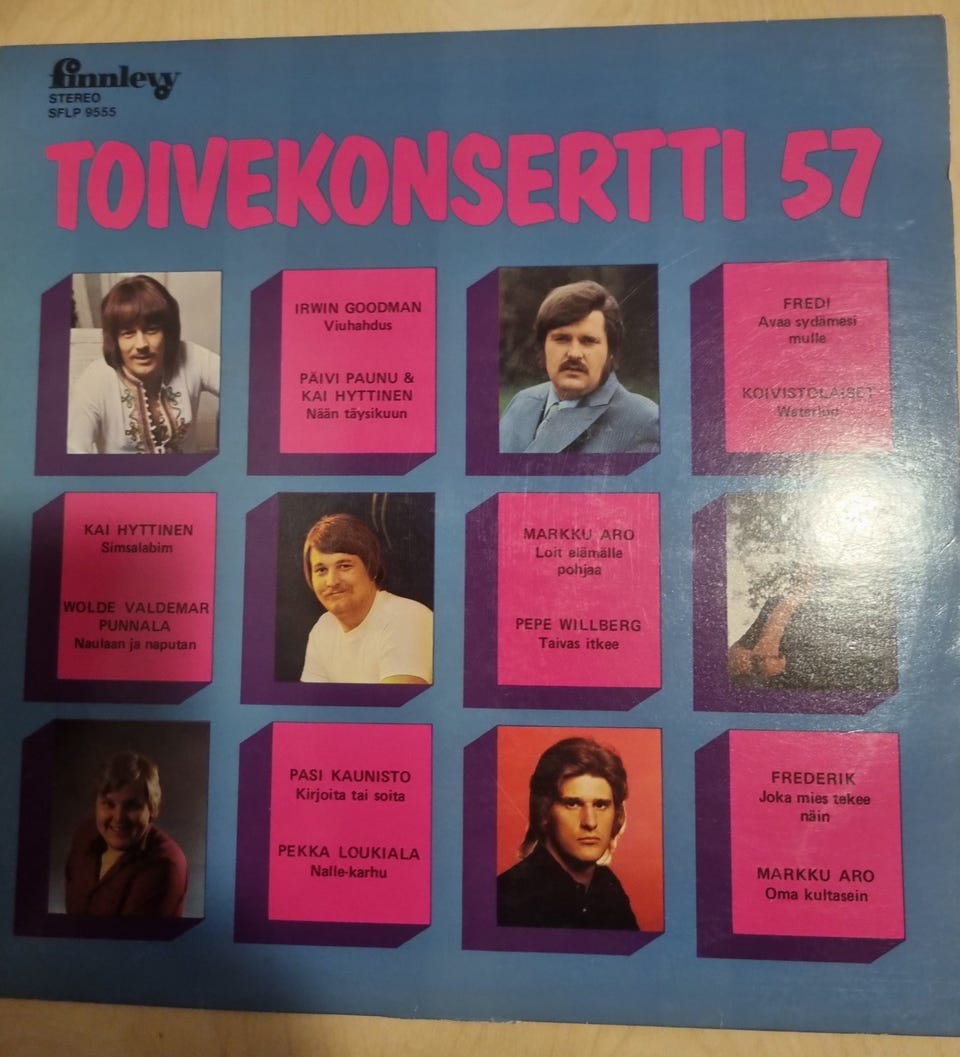 finnlevy
STEREO
SFLP 9555
TOIVEKONSERTTI 57
IRWIN GOODMAN
Viuhahdus
PÄIVI PAUNU &
KAI HYTTINEN
Nään täysikuun
FREDI
Avaa sydämesi
mulle
KOIVISTOLAISET
Waterloo
KAI HYTTINEN
Simsalabim
WOLDE VALDEMAR
PUNNALA
Naulaan ja naputan
MARKKU ARO
Loit elämälle
pohjaa
PEPE WILLBERG
Taivas itkee
PASI KAUNISTO
Kirjoita tai soita
PEKKA LOUKIALA
Nalle-karhu
FREDERIK
Joka mies tekee
näin
MARKKU ARO
Oma kultasein